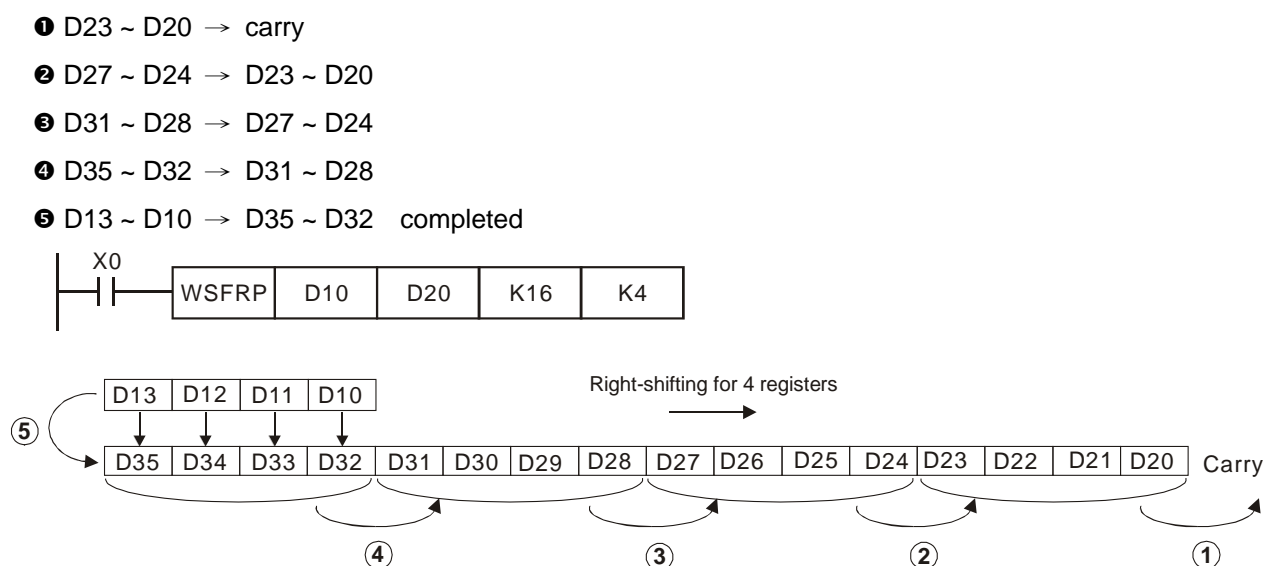 ❶ D23 ~ D20 → carry
❷ D27 ~ D24 → D23 ~ D20
❸ D31 ~ D28 → D27 ~ D24
❹ D35 ~ D32 → D31 ~ D28
❺ D13 ~ D10 → D35 ~ D32 completed
X0
WSFRP D10 D20 K16 K4
Right-shifting for 4 registers
D13 D12 D11 D10
⑤
D35 D34 D33 D32 D31 D30 D29 D28 D27 D26 D25 D24 D23 D22 D21 D20 Carry
④ ③ ② ①